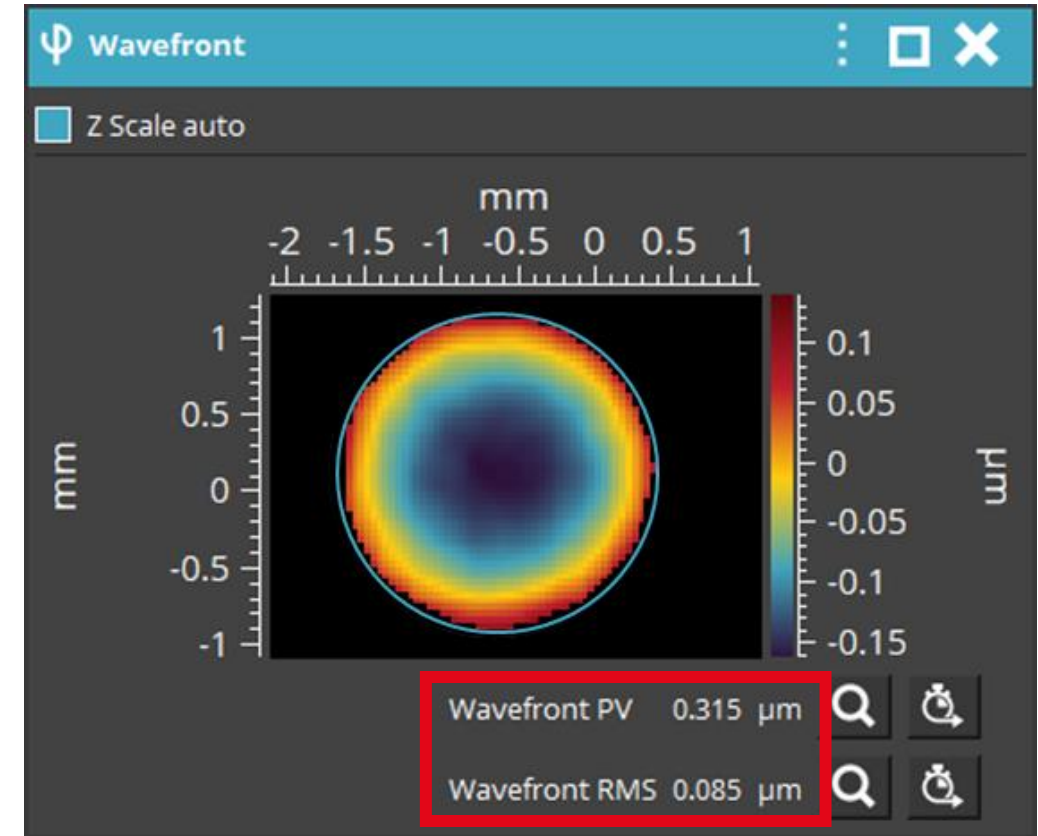 Ψ Wavefront
Z Scale auto
mm
-2 -1.5 -1 -0.5 0 0.5 1
1
0.5
0
-0.5
-1
mm
0.1
0.05
0
-0.05
-0.1
-0.15
µm
Wavefront PV 0.315 µm
Wavefront RMS 0.085 µm